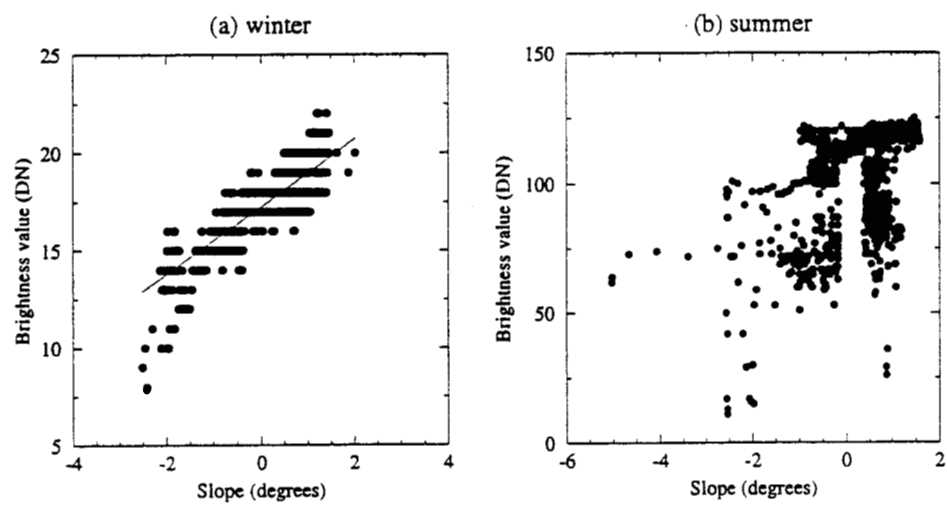 (a) winter
25
20
15
10
5
Brightness value (DN)
-4 -2 0 2 4
Slope (degrees)
(b) summer
150
100
50
0
Brightness value (DN)
-6 -4 -2 0 2
Slope (degrees)